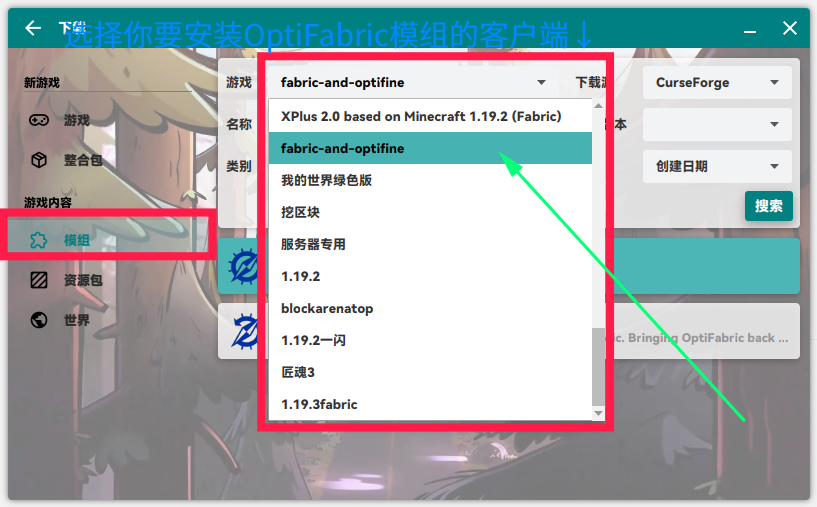 下载
选择你要安装OptiFabric模组的客户端↓
新游戏
游戏
整合包
游戏内容
模组
资源包
世界
游戏
fabric-and-optifine
下载
CurseForge
名称
本
类别
创建日期
搜索
XPlus 2.0 based on Minecraft 1.19.2 (Fabric)
fabric-and-optifine
我的世界绿色版
挖区块
服务器专用
1.19.2
blockarenatop
1.19.2一闪
匠魂3
1.19.3fabric
ic. Bringing OptiFabric back ...